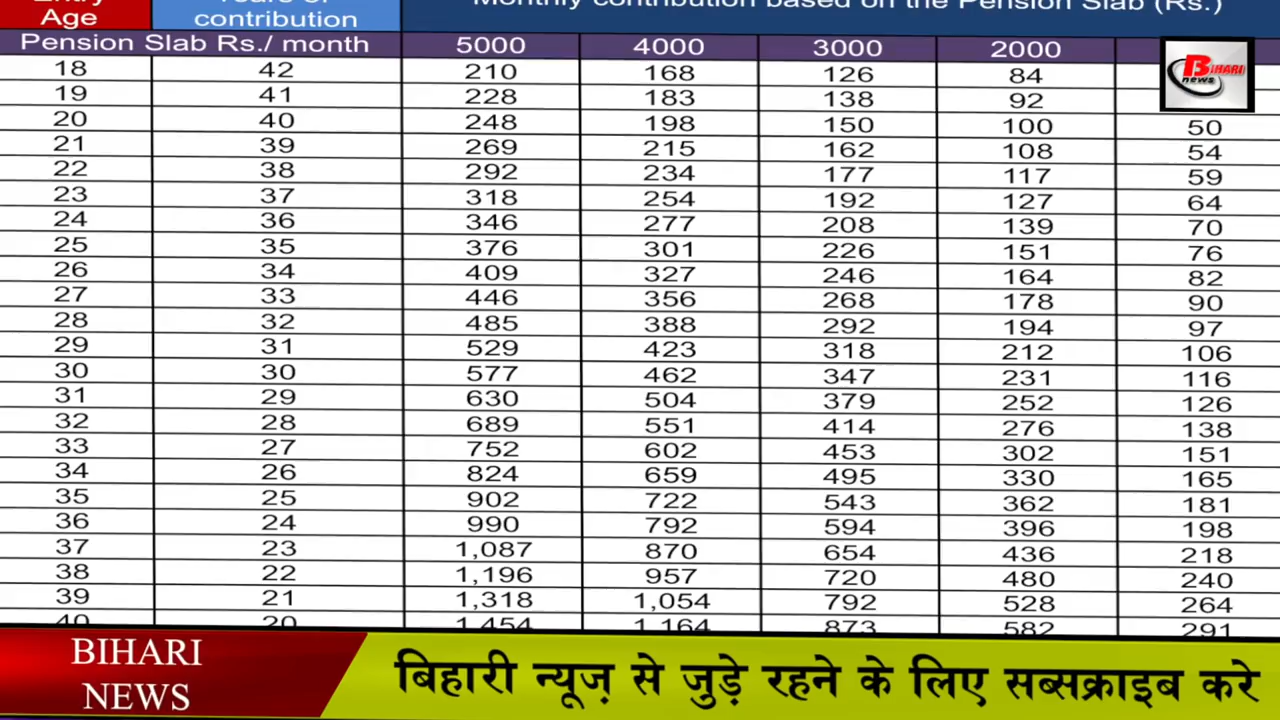 Entry Years of Monthly contribution based on the Pension Slab (Rs.)
Age contribution
Pension Slab Rs./ month 5000 4000 3000 2000
18 42 210 168 126 84
19 41 228 183 138 92
20 40 248 198 150 100 50
21 39 269 215 162 108 54
22 38 292 234 177 117 59
23 37 318 254 192 127 64
24 36 346 277 208 139 70
25 35 376 301 226 151 76
26 34 409 327 246 164 82
27 33 446 356 268 178 90
28 32 485 388 292 194 97
29 31 529 423 318 212 106
30 30 577 462 347 231 116
31 29 630 504 379 252 126
32 28 689 551 414 276 138
33 27 752 602 453 302 151
34 26 824 659 495 330 165
35 25 902 722 543 362 181
36 24 990 792 594 396 198
37 23 1,087 870 654 436 218
38 22 1,196 957 720 480 240
39 21 1,318 1,054 792 528 264
40 20 1,454 1,164 873 582 291
BIHARI
news
BIHARI
NEWS
बिहारी न्यूज़ से जुड़े रहने के लिए सब्सक्राइब करे